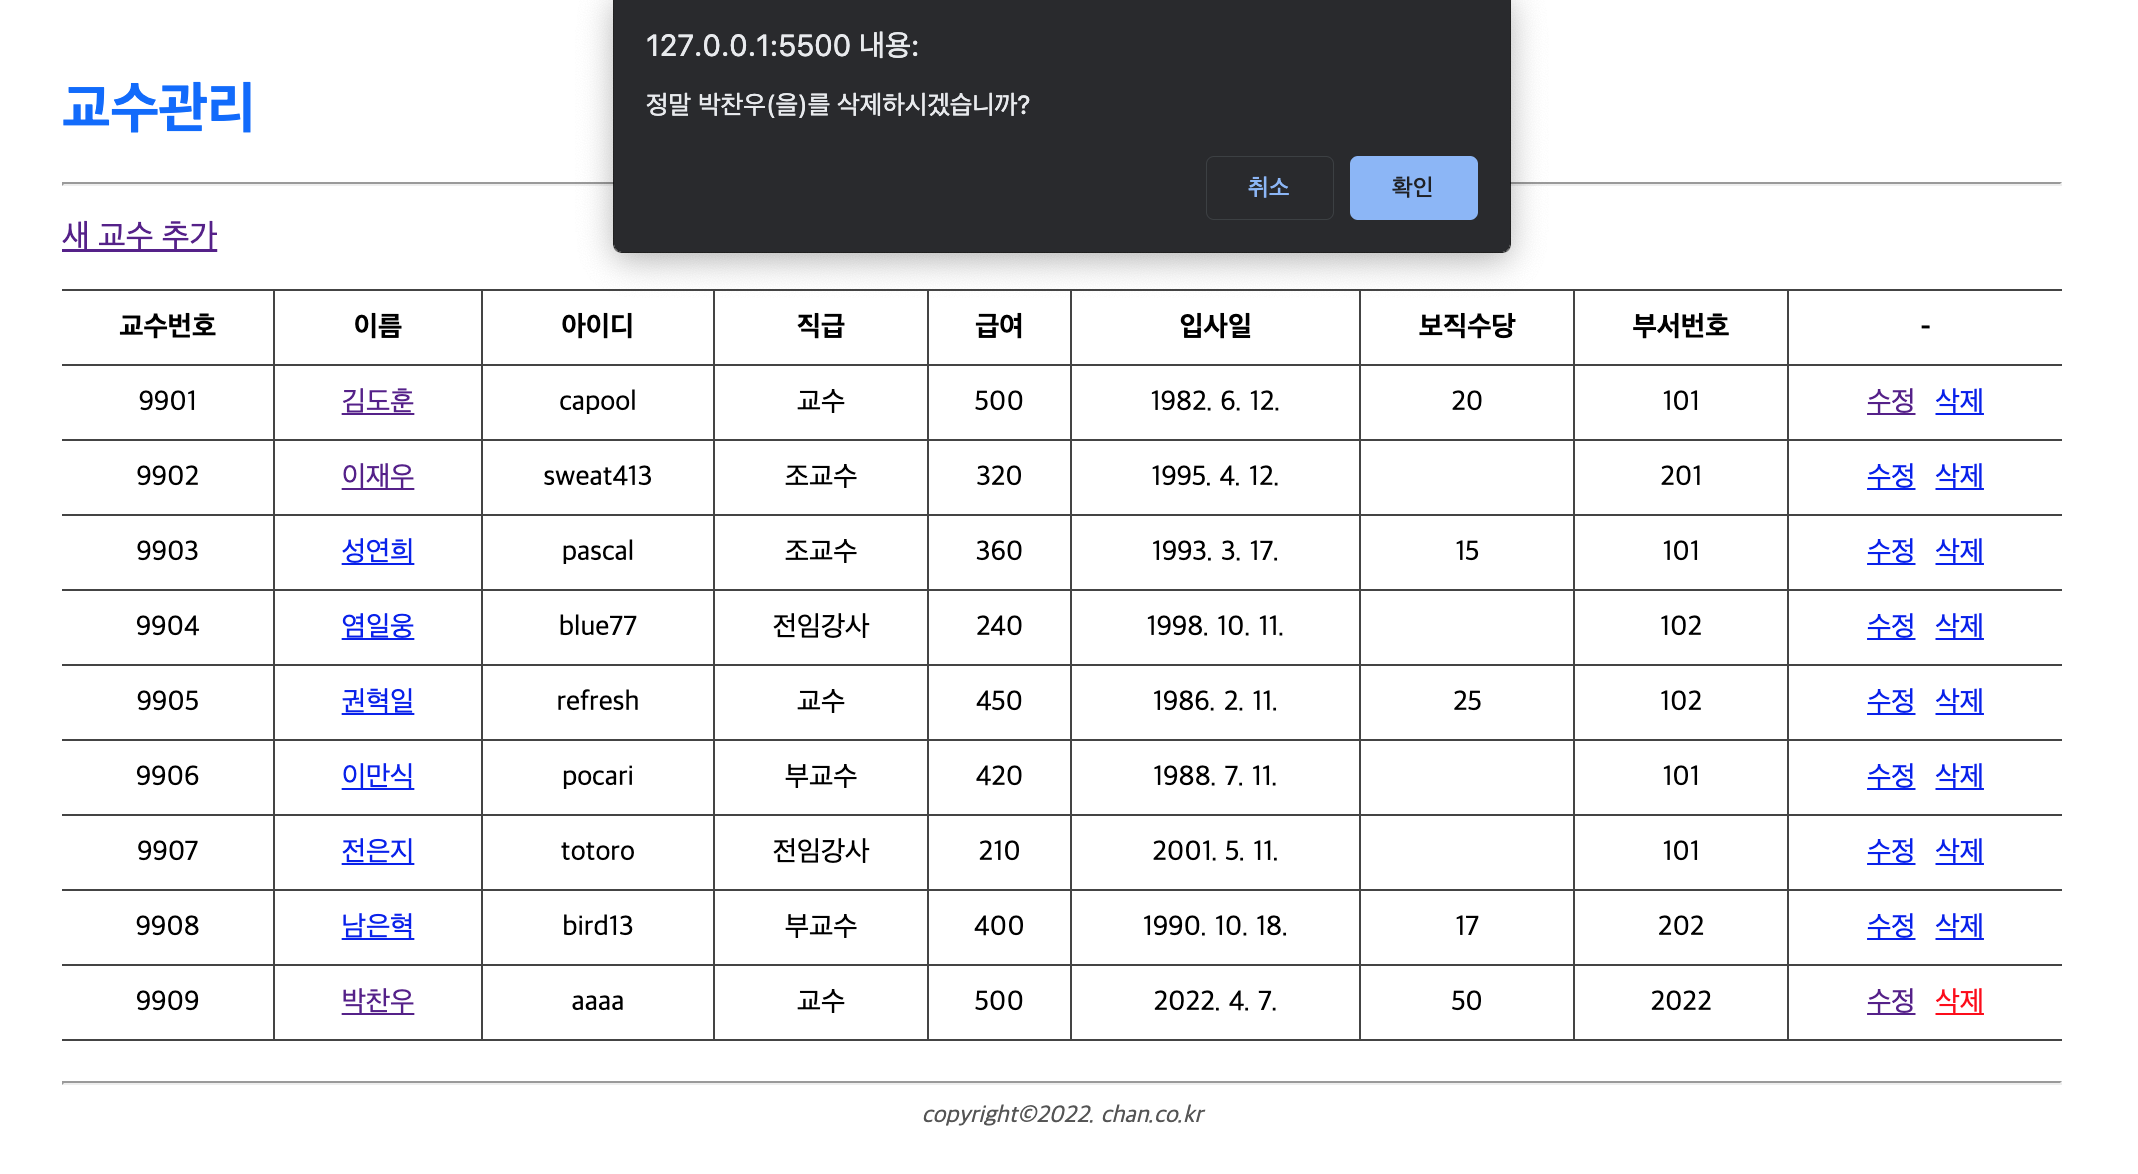 127.0.0.1:5500 내용:
정말 박찬우(을)를 삭제하시겠습니까?
취소 확인
교수관리
새 교수 추가
교수번호 이름 아이디 직급 급여 입사일 보직수당 부서번호 -
9901 김도훈 capool 교수 500 1982. 6. 12. 20 101 수정 삭제
9902 이재우 sweat413 조교수 320 1995. 4. 12. 201 수정 삭제
9903 성연희 pascal 조교수 360 1993. 3. 17. 15 101 수정 삭제
9904 염일웅 blue77 전임강사 240 1998. 10. 11. 102 수정 삭제
9905 권혁일 refresh 교수 450 1986. 2. 11. 25 102 수정 삭제
9906 이만식 pocari 부교수 420 1988. 7. 11. 101 수정 삭제
9907 전은지 totoro 전임강사 210 2001. 5. 11. 101 수정 삭제
9908 남은혁 bird13 부교수 400 1990. 10. 18. 17 202 수정 삭제
9909 박찬우 aaaa 교수 500 2022. 4. 7. 50 2022 수정 삭제
copyright©2022. chan.co.kr